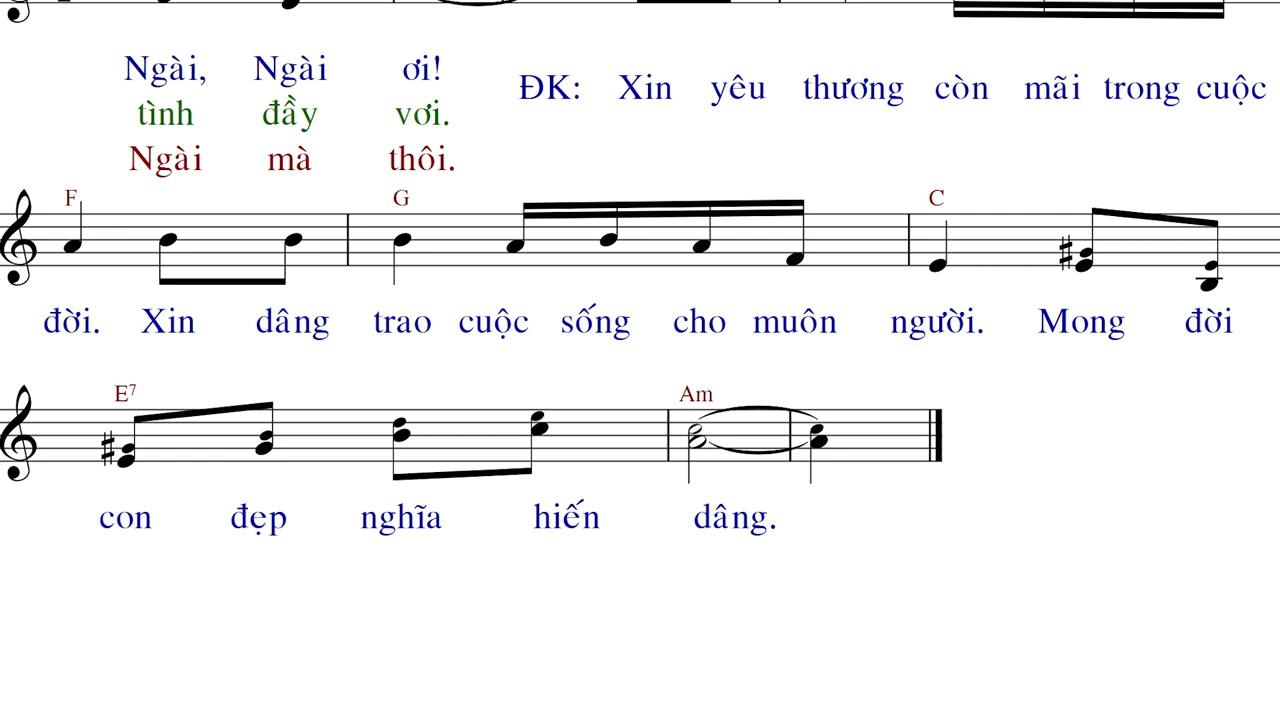 Ngài, Ngài ơi!
tình đầy vơi.
Ngài mà thôi.
ĐK: Xin yêu thương còn mãi trong cuộc
F G C
đời. Xin dâng trao cuộc sống cho muôn người. Mong đời
E7 Am
con đẹp nghĩa hiến dâng.